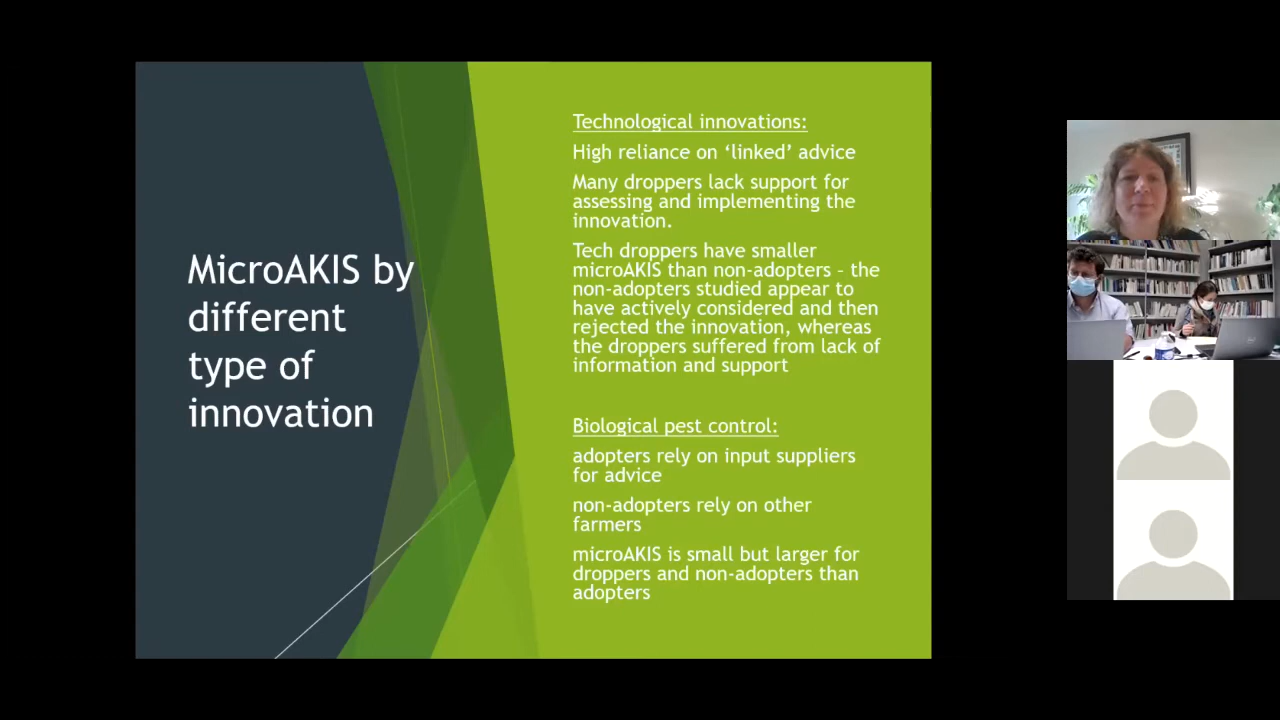 MicroAKIS by
different
type of
innovation
Technological innovations:
High reliance on ‘linked’ advice
Many droppers lack support for
assessing and implementing the
innovation.
Tech droppers have smaller
microAKIS than non-adopters – the
non-adopters studied appear to
have actively considered and then
rejected the innovation, whereas
the droppers suffered from lack of
information and support
Biological pest control:
adopters rely on input suppliers
for advice
non-adopters rely on other
farmers
microAKIS is small but larger for
droppers and non-adopters than
adopters